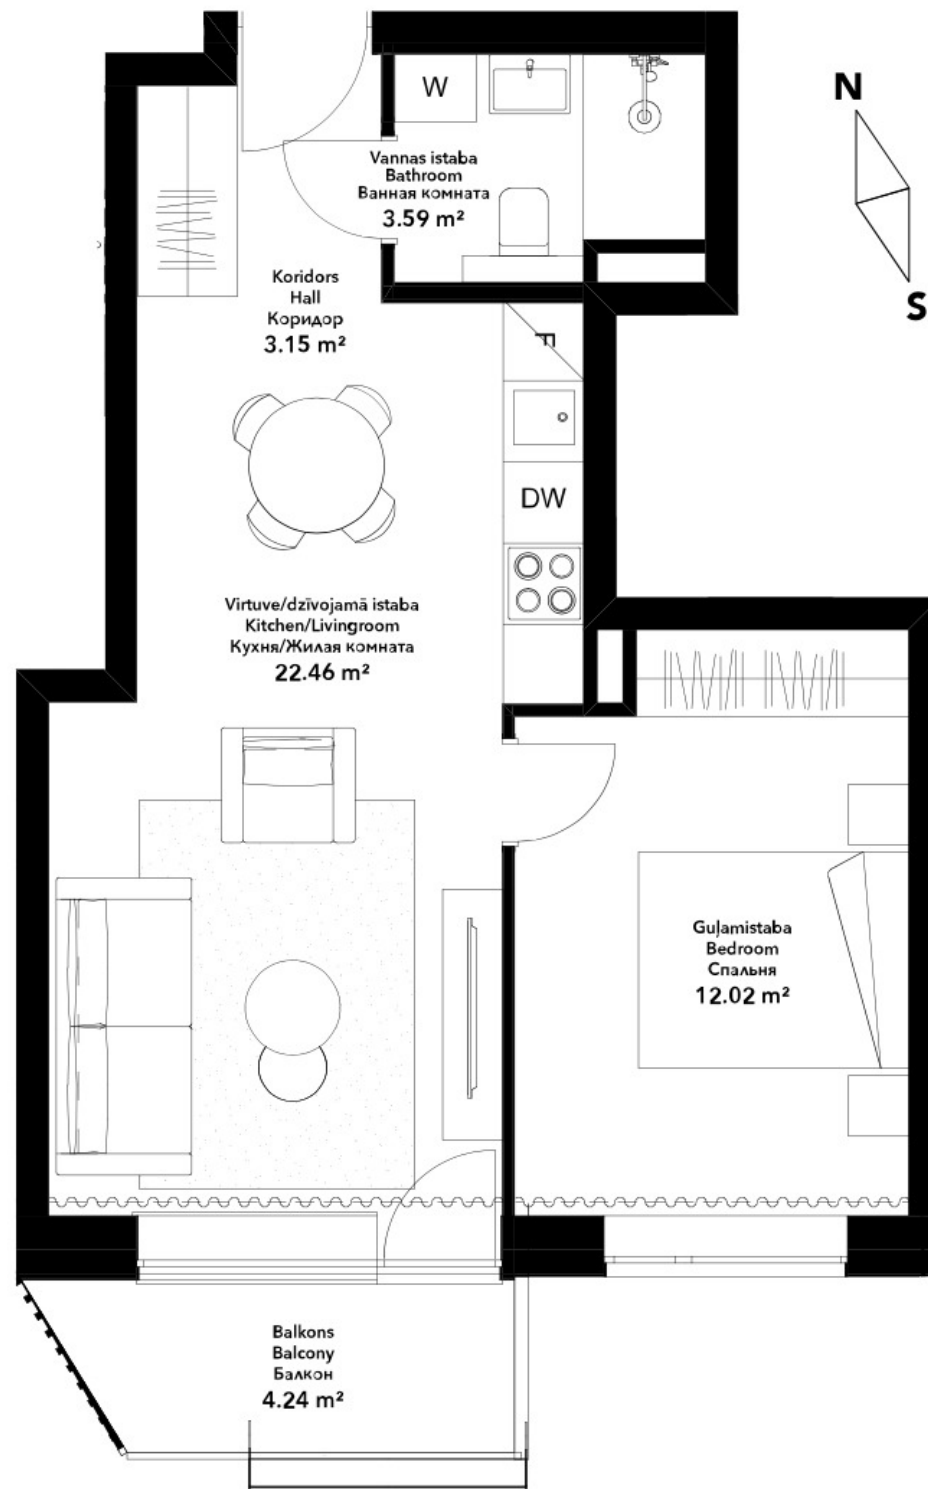 N
W
Vannas istaba
Bathroom
Ванная комната
3.59 m²
Koridors
Hall
Коридор
3.15 m²
S
F
DW
Virtuve/dzīvojamā istaba
Kitchen/Livingroom
Кухня/Жилая комната
22.46 m²
Guļamistaba
Bedroom
Спальня
12.02 m²
Balkons
Balcony
Балкон
4.24 m²